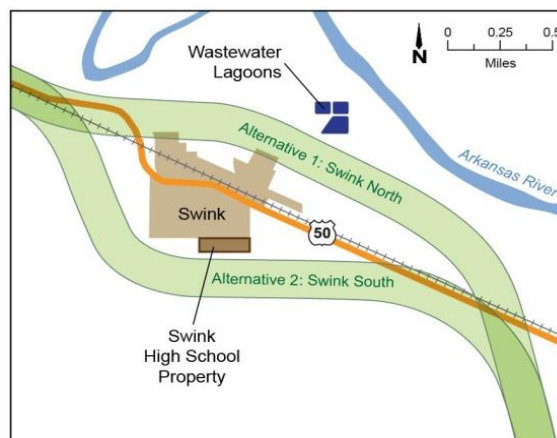 Wastewater
Lagoons
N
0 0.25 0.5
Miles
Alternative 1: Swink North
Arkansas River
Swink
50
Alternative 2: Swink South
Swink
High School
Property